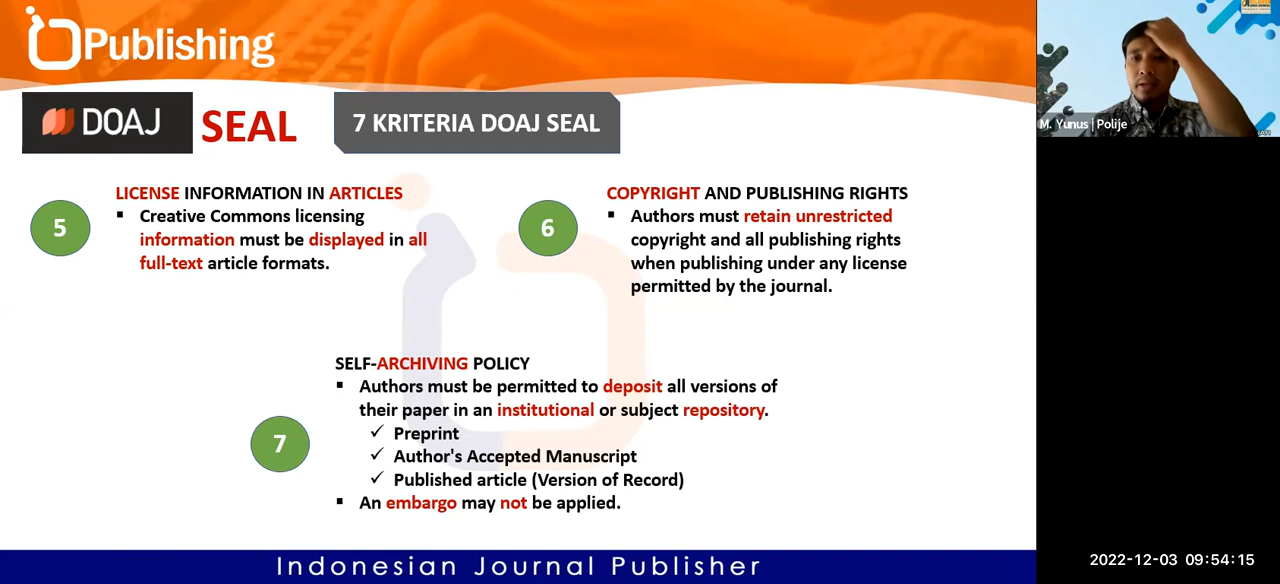 Publishing
DOAJ
SEAL
7 KRITERIA DOAJ SEAL
5
LICENSE INFORMATION IN ARTICLES
▪ Creative Commons licensing
information must be displayed in all
full-text article formats.
6
COPYRIGHT AND PUBLISHING RIGHTS
▪ Authors must retain unrestricted
copyright and all publishing rights
when publishing under any license
permitted by the journal.
7
SELF-ARCHIVING POLICY
▪ Authors must be permitted to deposit all versions of
their paper in an institutional or subject repository.
✓ Preprint
✓ Author's Accepted Manuscript
✓ Published article (Version of Record)
▪ An embargo may not be applied.
Indonesian Journal Publisher
M. Yunus | Polije
2022-12-03 09:54:15